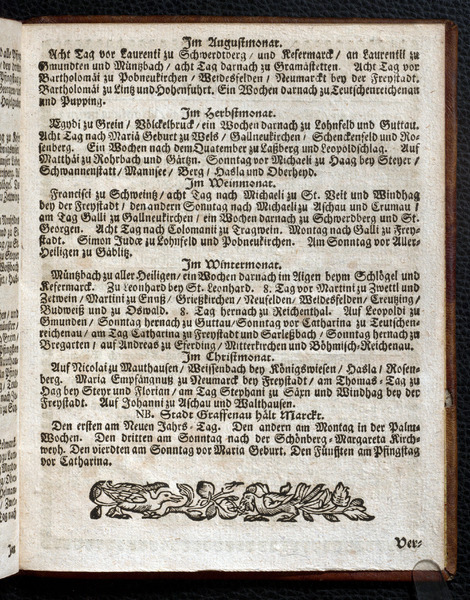 Im Augustmonat.
Acht Tag vor Laurenti zu Schwerdtberg / und Kefermarck / an Laurentii zu
Gmundten und Müntzbach / acht Tag darnach zu Gramastetten. Acht Tag vor
Bartholomäi zu Pobneukirchen / Weidesfelden / Neumarckt bey der Freystadt.
Bartholomäi zu Lintz und Hohenfuhrt. Ein Wochen darnach zu Teutschenreichenau
und Pupping.
Im Herbstmonat.
Egydi zu Grein / Völckelbruck / ein Wochen darnach zu Lohnfeld und Guttau.
Acht Tag nach Mariä Geburt zu Wels / Gallneukirchen / Schenckenfeld und Ro-
senberg. Ein Wochen nach dem Quatember zu Laßberg und Leopoldschlag. Auf
Matthäi zu Rohrbach und Gärtzn. Sonntag vor Michaeli zu Haag bey Steyer /
Schwannenstatt / Mannsee / Berg / Hasla und Oberheyd.
Im Weinmonat.
Francisci zu Schweintz / acht Tag nach Michaeli zu St. Veit und Windhag
bey der Freystadt / den andern Sonntag nach Michaeli zu Aschau und Crumau /
am Tag Galli zu Gallneukirchen / ein Wochen darnach zu Schwerdberg und St.
Georgen. Acht Tag nach Colomanii zu Tragwein. Montag nach Galli zu Frey-
stadt. Simon Judæ zu Lohnfeld und Pobneukirchen. Am Sonntag vor Aller-
Heiligen zu Gäblitz.
Im Wintermonat.
Müntzbach zu aller Heiligen / ein Wochen darnach im Aigen beym Schlögel und
Kefermarck. Zu Leonhard bey St. Leonhard. 8. Tag vor Martini zu Zwettl und
Zetwein / Martini zu Ennß / Grießkirchen / Neufelden / Weidesfelden / Creutzing /
Budweiß und zu Oswald. 8. Tag hernach zu Reichenthal. Auf Leopoldi zu
Gmunden / Sonntag hernach zu Guttau / Sonntag vor Catharina zu Teutschen-
reichenau / am Tag Catharina zu Freystadt und Sarleßbach / Sonntag hernach zu
Pregarten / auf Andreas zu Eferding / Mitterkirchen und Böhmisch-Reichenau.
Im Christmonat.
Auf Nicolai zu Mauthausen / Weissenbach bey Königswiesen / Hasla / Rosen-
berg. Maria Empfängnuß zu Neumarck bey Freystadt / am Thomas-Tag zu
Hag bey Steyr und Florian / am Tag Stephani zu Säxn und Windhag bey der
Freystadt. Auf Johanni zu Aschau und Walthausen.
NB. Stadt Graffenau hält Marckt.
Den ersten am Neuen Jahrs-Tag. Den andern am Montag in der Palm-
Wochen. Den dritten am Sonntag nach der Schönberg-Margareta Kirch-
weyh. Den vierdten am Sonntag vor Maria Geburt. Den Fünfften am Pfingstag
vor Catharina.
Ver-